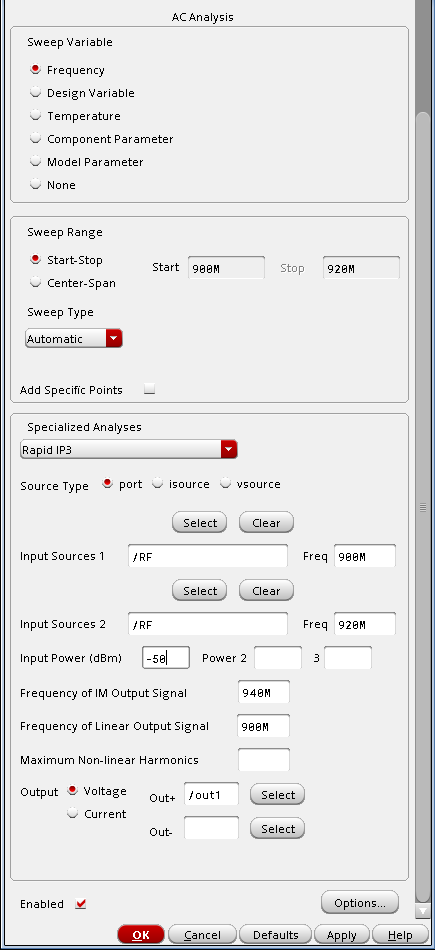 AC Analysis
Sweep Variable
Frequency
Design Variable
Temperature
Component Parameter
Model Parameter
None
Sweep Range
Start-Stop
Start 900M Stop 920M
Center-Span
Sweep Type
Automatic
Add Specific Points
Specialized Analyses
Rapid IP3
Source Type port isource vsource
Select Clear
Input Sources 1 /RF Freq 900M
Select Clear
Input Sources 2 /RF Freq 920M
Input Power (dBm) -50 Power 2 3
Frequency of IM Output Signal 940M
Frequency of Linear Output Signal 900M
Maximum Non-linear Harmonics
Output Voltage Out+ /out1 Select
Current Out- Select
Enabled Options...
OK Cancel Defaults Apply Help